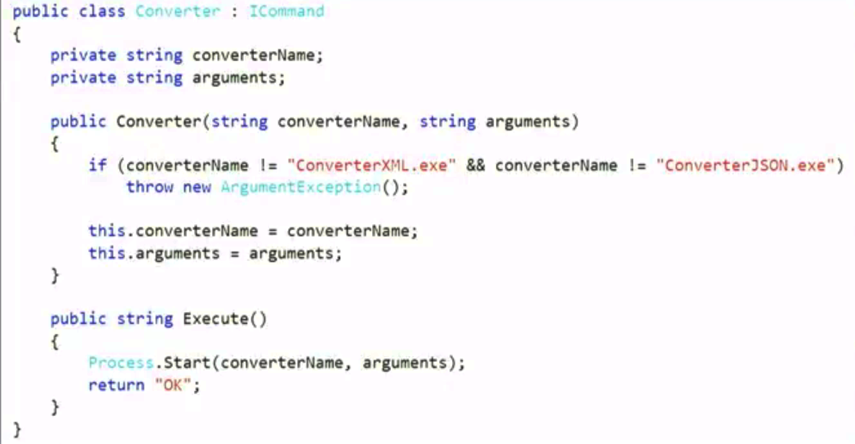 public class Converter : ICommand
{
    private string converterName;
    private string arguments;

    public Converter(string converterName, string arguments)
    {
        if (converterName != "ConverterXML.exe" && converterName != "ConverterJSON.exe")
            throw new ArgumentException();

        this.converterName = converterName;
        this.arguments = arguments;
    }

    public string Execute()
    {
        Process.Start(converterName, arguments);
        return "OK";
    }
}